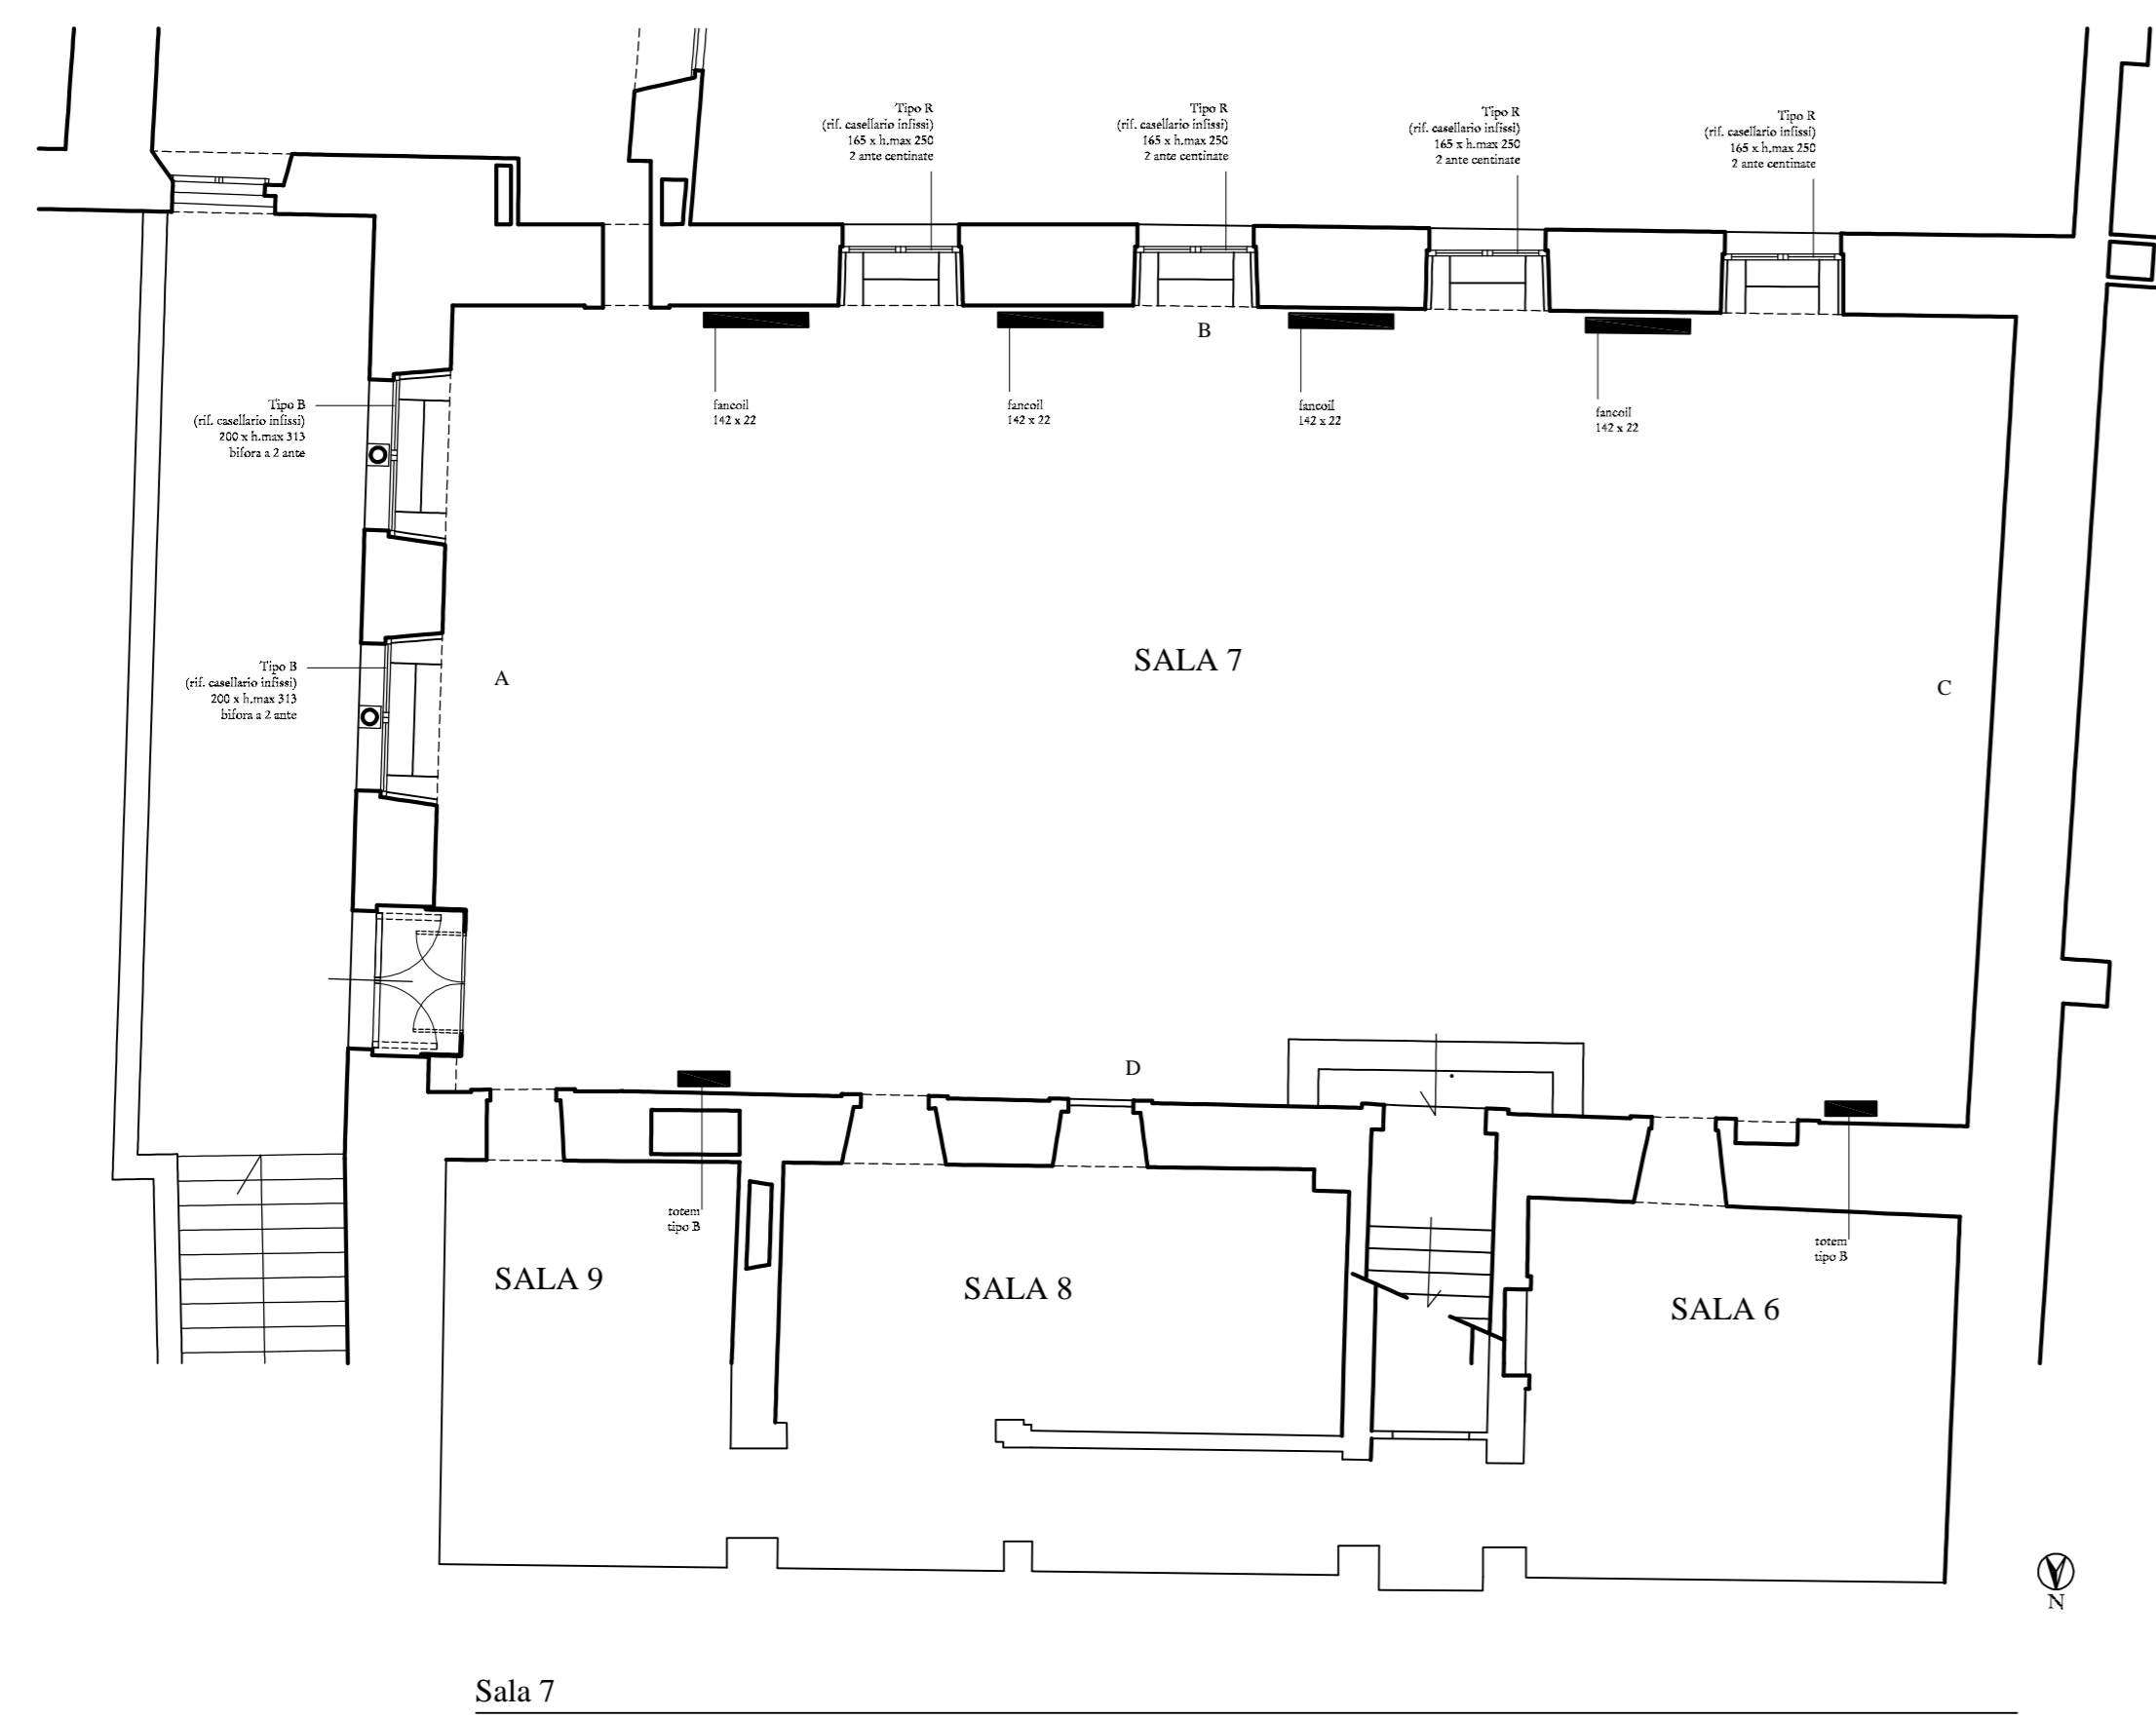 Tipo R
(rif. casellario infissi)
165 x h.max 250
2 ante centinate
Tipo R
(rif. casellario infissi)
165 x h.max 250
2 ante centinate
Tipo R
(rif. casellario infissi)
165 x h.max 250
2 ante centinate
Tipo R
(rif. casellario infissi)
165 x h.max 250
2 ante centinate
B
fancoil
142 x 22
fancoil
142 x 22
fancoil
142 x 22
fancoil
142 x 22
Tipo B
(rif. casellario infissi)
200 x h.max 313
bifora a 2 ante
SALA 7
Tipo B
(rif. casellario infissi)
200 x h.max 313
bifora a 2 ante
A
C
D
totem
tipo B
totem
tipo B
SALA 9
SALA 8
SALA 6
N
Sala 7